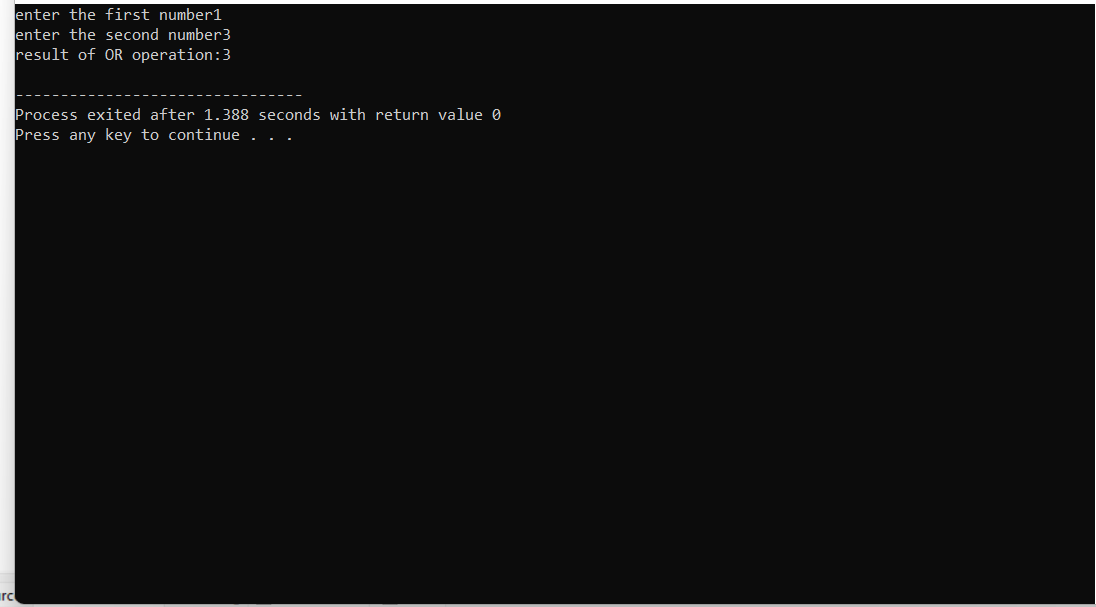 enter the first number1
enter the second number3
result of OR operation:3
--------------------------------
Process exited after 1.388 seconds with return value 0
Press any key to continue . . .